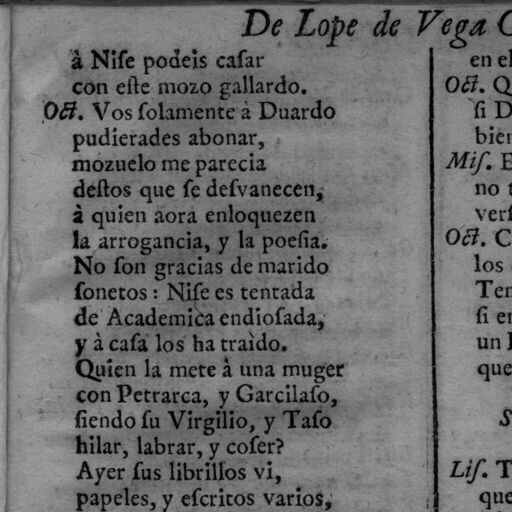 De Lope de Vega
à Niſe podeis caſar
con eſte mozo gallardo.
Oct. Vos ſolamente à Duardo
pudierades abonar,
mozuelo me parecia
deſtos que ſe deſvanecen,
à quien aora enloquezen
la arrogancia, y la poeſia.
No ſon gracias de marido
ſonetos: Niſe es tentada
de Academica endioſada,
y à caſa los ha traìdo.
Quien la mete à una muger
con Petrarca, y Garcilaſo,
ſiendo ſu Virgilio, y Taſo
hilar, labrar, y coſer?
Ayer ſus librillos vi,
papeles, y eſcritos varios,
en el
Oct. Q
ſi D
bien
Miſ. E
no t
verſ
Oct. C
los
Ten
ſi en
un
que
S
Liſ. T
que